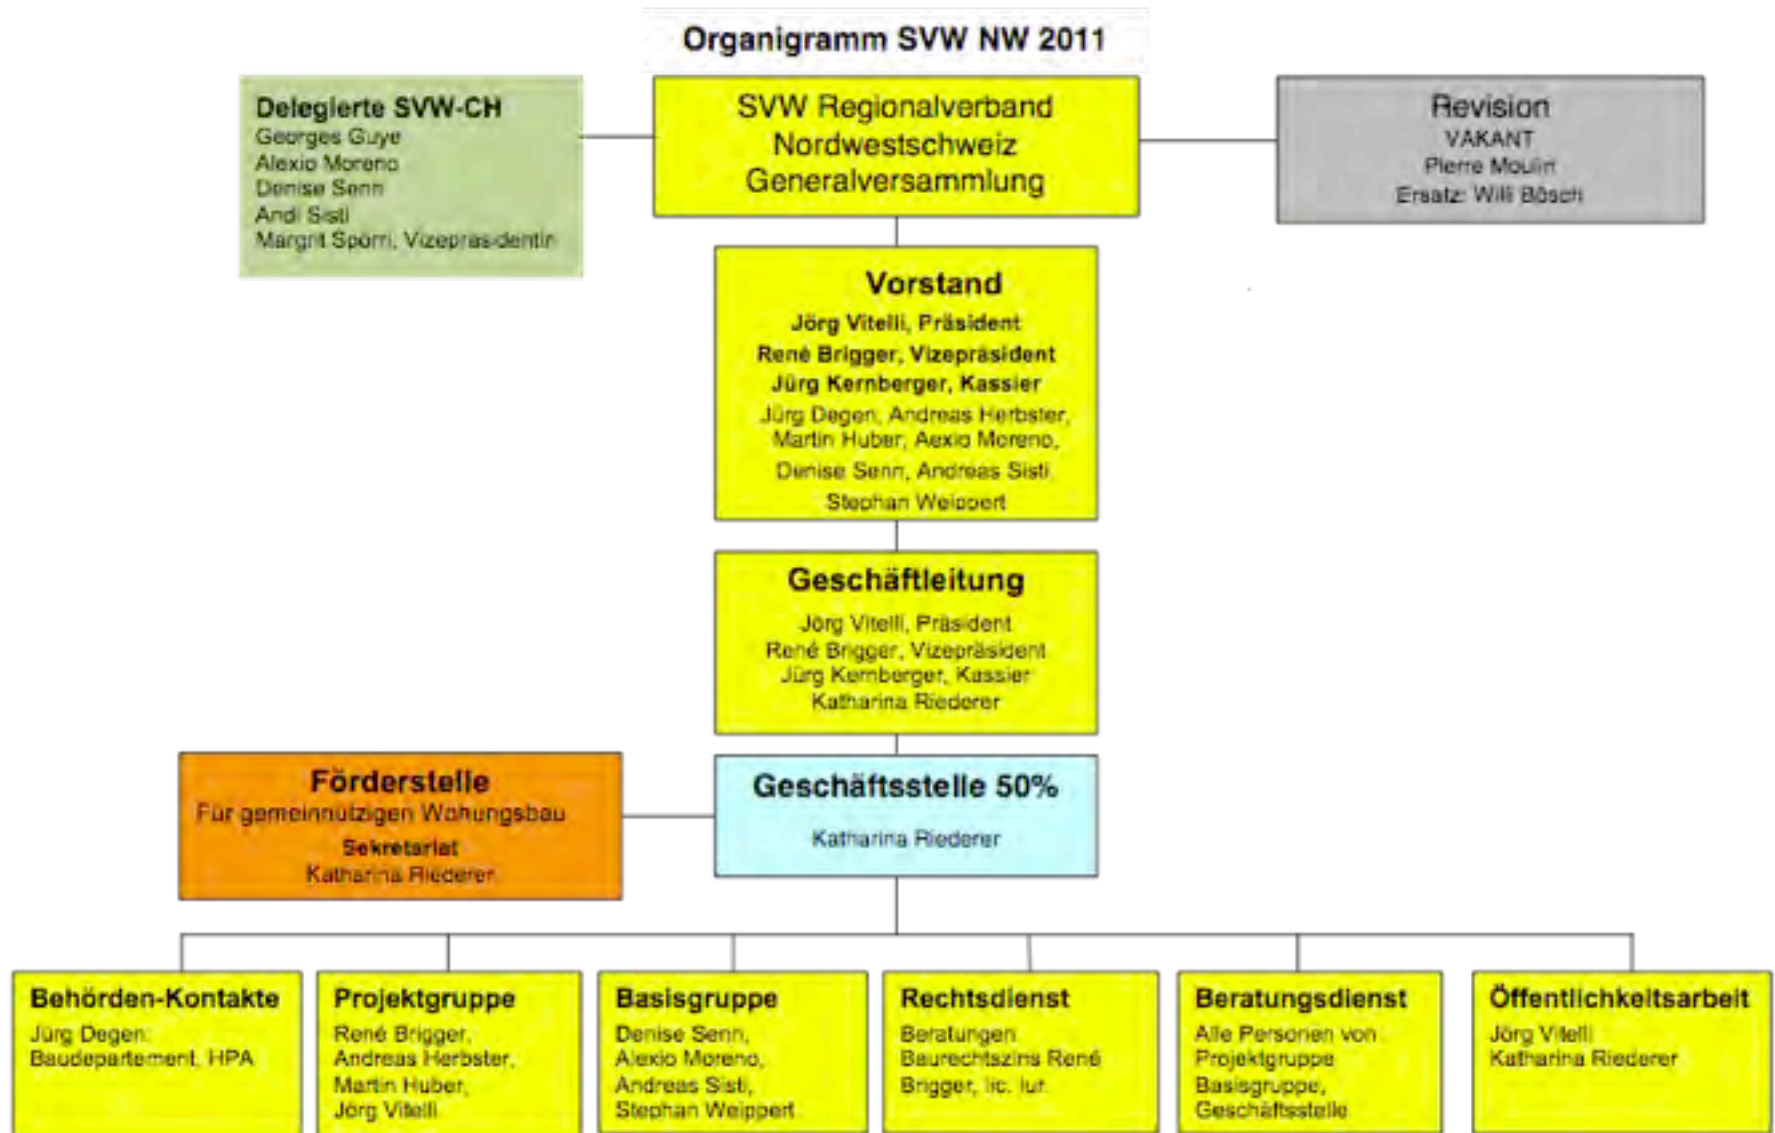 Organigramm SVW NW 2011
Delegierte SVW-CH
Georges Guye
Alexio Moreno
Denise Senn
Andi Sisti
Margrit Spörri, Vizepräsidentin
SVW Regionalverband
Nordwestschweiz
Generalversammlung
Revision
VAKANT
Pierre Moulin
Ersatz: Willi Bösch
Vorstand
Jörg Vitelli, Präsident
René Brigger, Vizepräsident
Jürg Kernberger, Kassier
Jürg Degen, Andreas Herbster,
Martin Huber, Aexio Moreno,
Denise Senn, Andreas Sisti,
Stephan Weippert
Geschäftleitung
Jörg Vitelli, Präsident
René Brigger, Vizepräsident
Jürg Kernberger, Kassier
Katharina Riederer
Förderstelle
Für gemeinnützigen Wohungsbau
Sekretariat
Katharina Riederer
Geschäftsstelle 50%
Katharina Riederer
Behörden-Kontakte
Jürg Degen:
Baudepartement, HPA
Projektgruppe
René Brigger,
Andreas Herbster,
Martin Huber,
Jörg Vitelli
Basisgruppe
Denise Senn,
Alexio Moreno,
Andreas Sisti,
Stephan Weippert
Rechtsdienst
Beratungen
Baurechtszins René
Brigger, lic. iur.
Beratungsdienst
Alle Personen von
Projektgruppe
Basisgruppe,
Geschäftsstelle
Öffentlichkeitsarbeit
Jörg Vitelli
Katharina Riederer